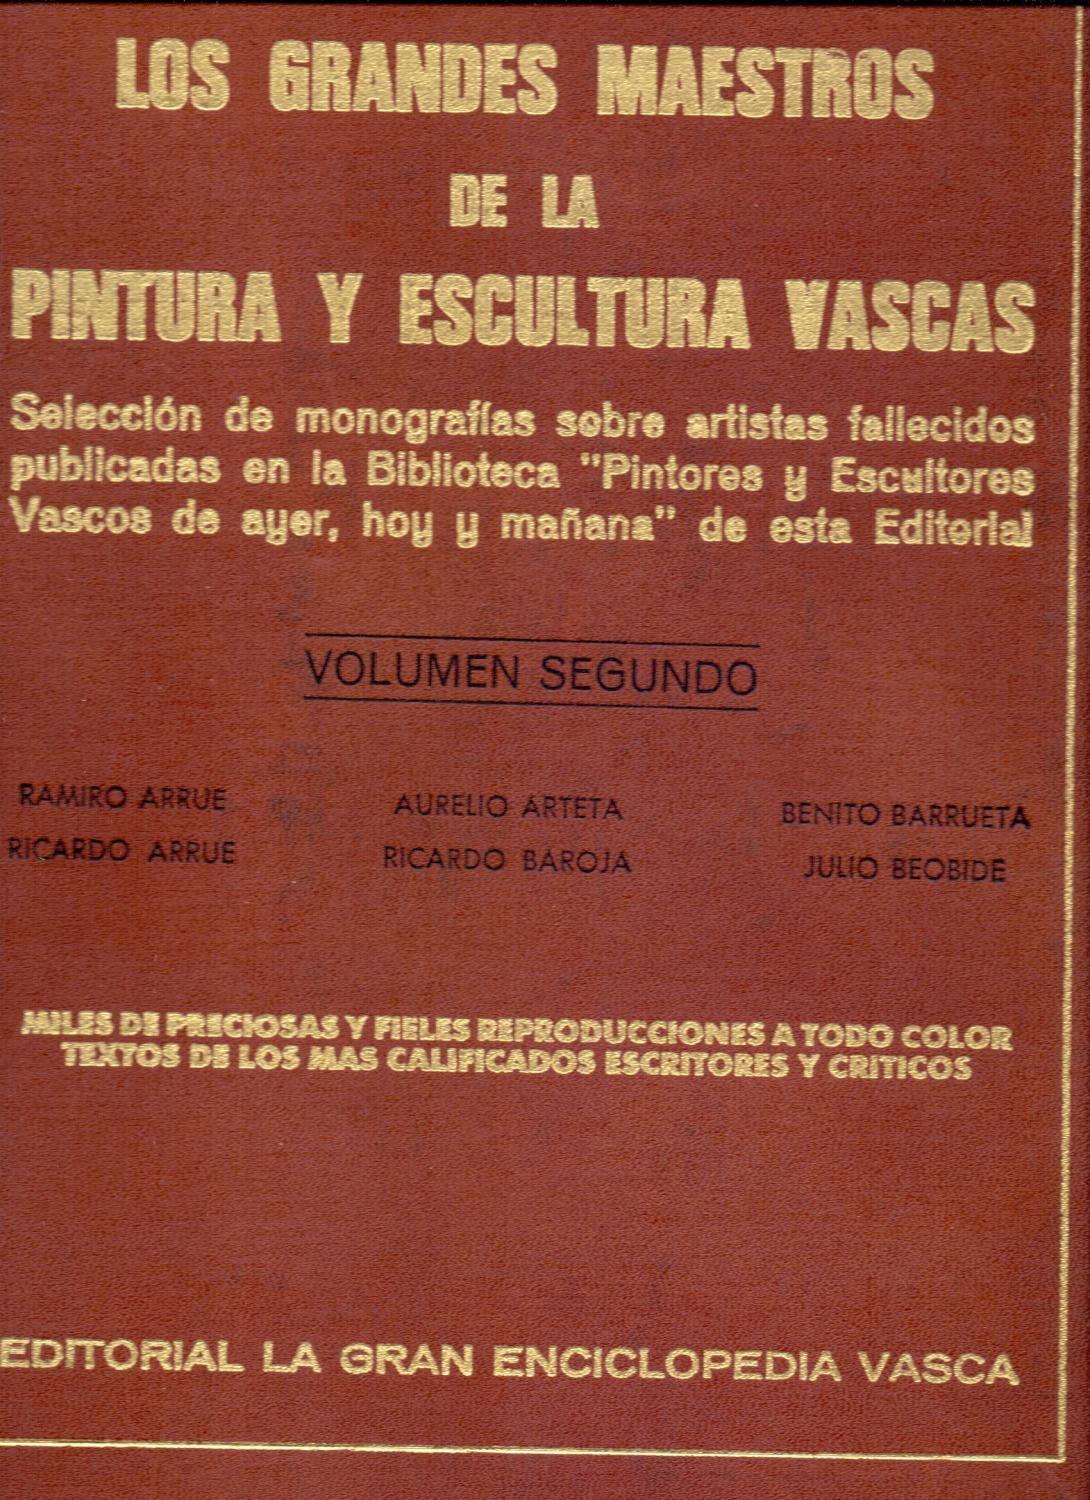 LOS GRANDES MAESTROS
DE LA
PINTURA Y ESCULTURA VASCAS
Selección de monografías sobre artistas fallecidos
publicadas en la Biblioteca "Pintores y Escultores
Vascos de ayer, hoy y mañana" de esta Editorial
VOLUMEN SEGUNDO
RAMIRO ARRUE AURELIO ARTETA BENITO BARRUETA
RICARDO ARRUE RICARDO BAROJA JULIO BEOBIDE
MILES DE PRECIOSAS Y FIELES REPRODUCCIONES A TODO COLOR
TEXTOS DE LOS MAS CALIFICADOS ESCRITORES Y CRITICOS
EDITORIAL LA GRAN ENCICLOPEDIA VASCA